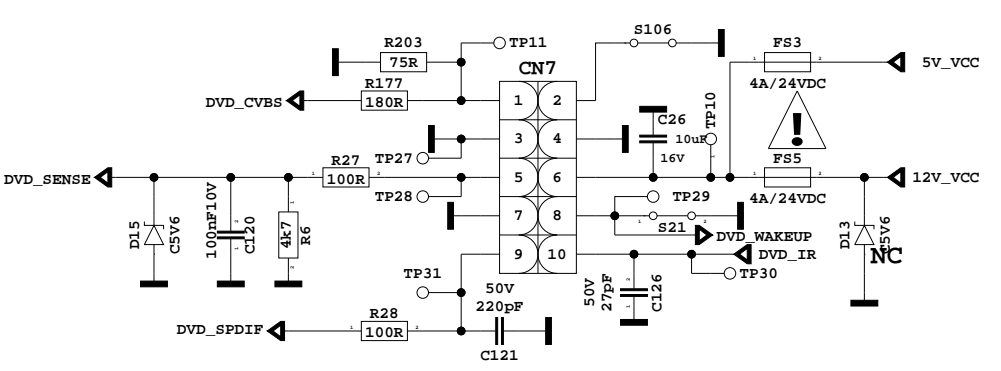 S106
R203
TP11
FS3
75R
5V_VCC
CN7
R177
4A/24VDC
DVD_CVBS
180R
1
2
C26
TP10
3
4
10uF
16V
TP27
R27
FS5
DVD_SENSE
100R
5
6
12V_VCC
TP28
TP29
4A/24VDC
D15
C5V6
100nF10V
C120
4k7
R6
7
8
S21
DVD_WAKEUP
D13
C5V6
NC
9
10
DVD_IR
TP31
50V
220pF
50V
27pF
C126
TP30
DVD_SPDIF
R28
100R
C121